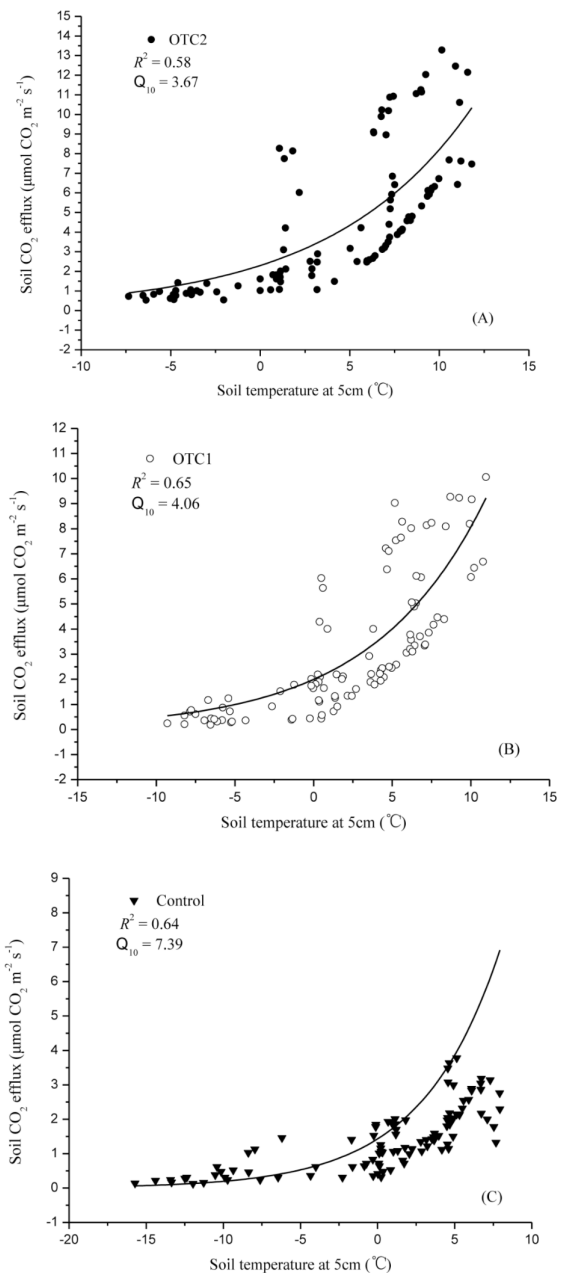 15
14
13
12
11
10
9
8
7
6
5
4
3
2
1
0
-1
-2
Soil CO₂ efflux (μmol CO₂ m⁻² s⁻¹)
OTC2
R² = 0.58
Q₁₀ = 3.67
(A)
-10 -5 0 5 10 15
Soil temperature at 5cm (℃)
12
11
10
9
8
7
6
5
4
3
2
1
0
-1
-2
Soil CO₂ efflux (μmol CO₂ m⁻² s⁻¹)
OTC1
R² = 0.65
Q₁₀ = 4.06
(B)
-15 -10 -5 0 5 10 15
Soil temperature at 5cm (℃)
9
8
7
6
5
4
3
2
1
0
-1
Soil CO₂ efflux (μmol CO₂ m⁻² s⁻¹)
Control
R² = 0.64
Q₁₀ = 7.39
(C)
-20 -15 -10 -5 0 5 10
Soil temperature at 5cm (℃)